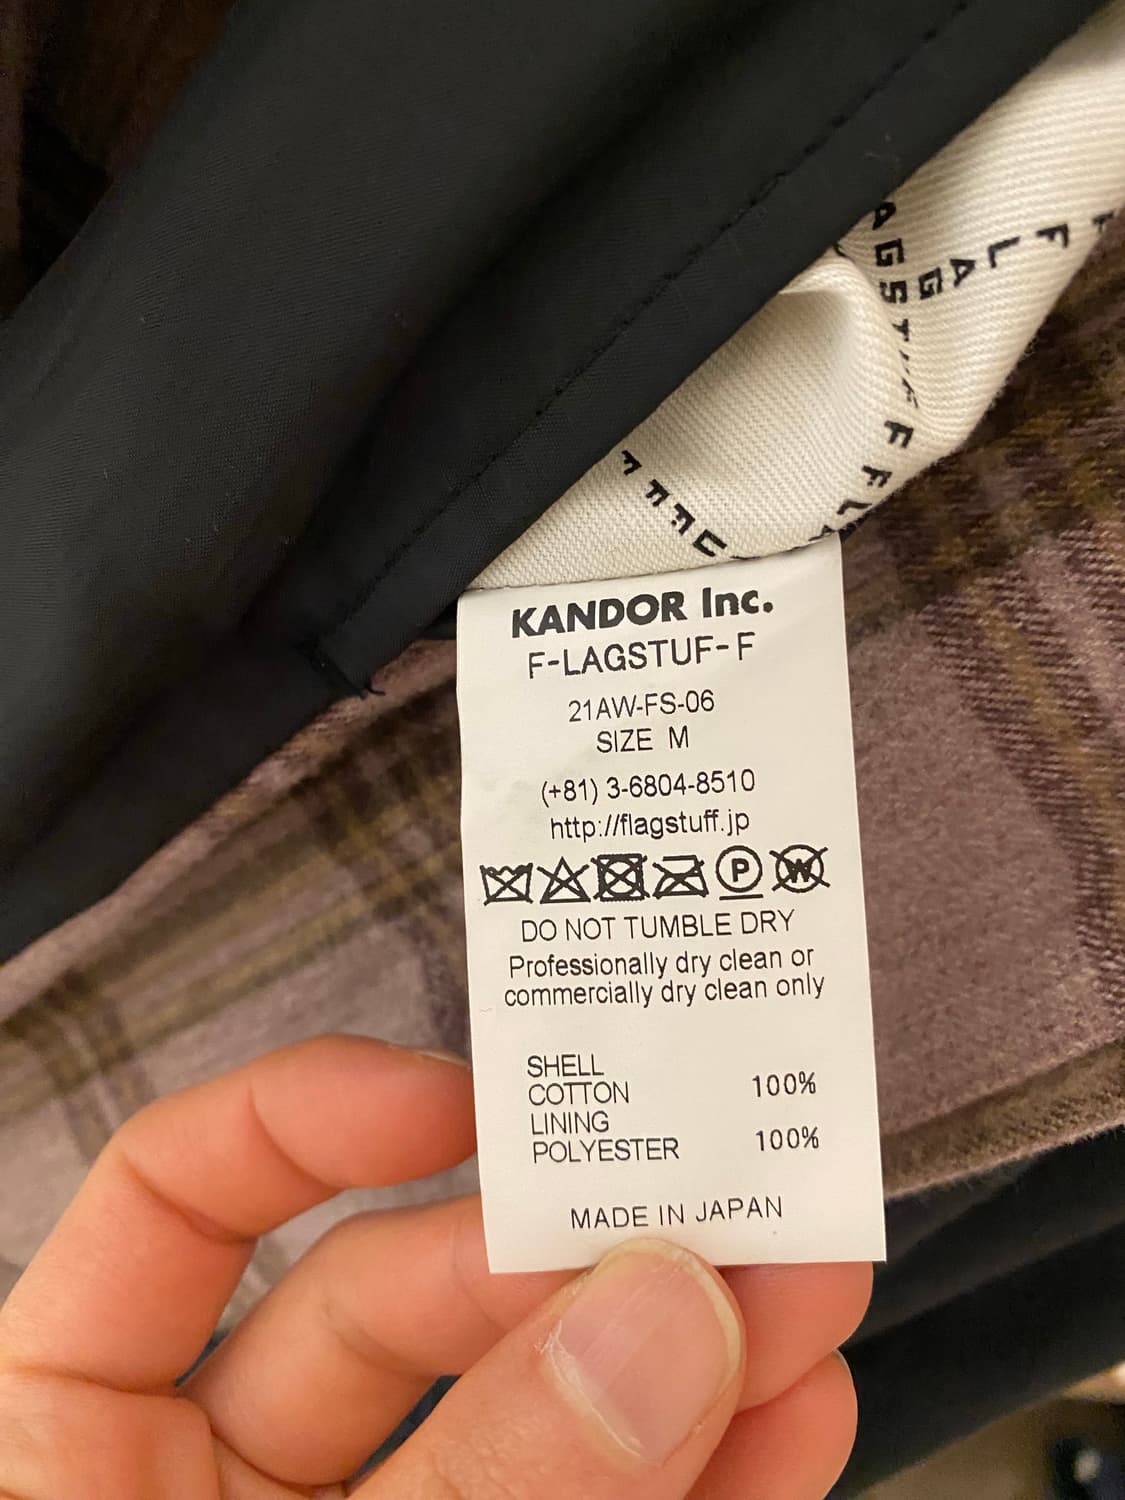 KANDOR Inc.
F-LAGSTUF-F
21AW-FS-06
SIZE M
(+81) 3-6804-8510
http://flagstuff.jp
P W
DO NOT TUMBLE DRY
Professionally dry clean or
commercially dry clean only
SHELL
COTTON 100%
LINING
POLYESTER 100%
MADE IN JAPAN